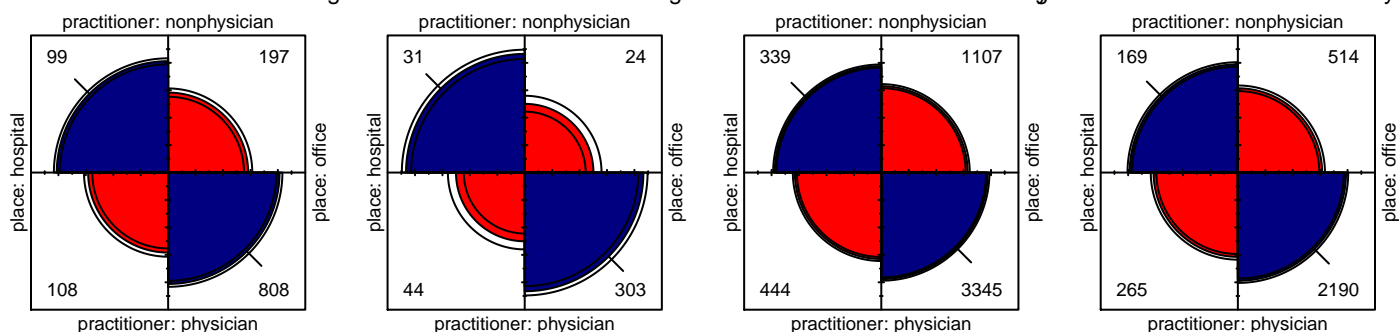 practitioner: nonphysician
99 197
place: hospital
place: office
108 808
practitioner: physician
practitioner: nonphysician
31 24
place: hospital
place: office
44 303
practitioner: physician
practitioner: nonphysician
339 1107
place: hospital
place: office
444 3345
practitioner: physician
practitioner: nonphysician
169 514
place: hospital
place: office
265 2190
practitioner: physician